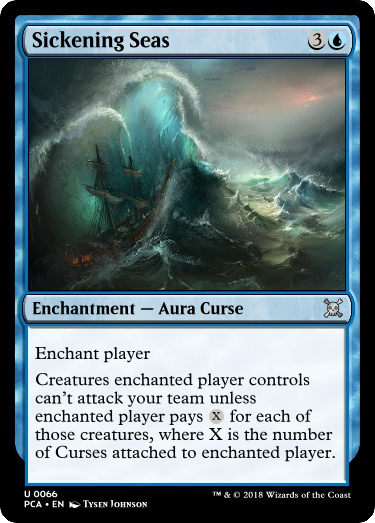 Sickening Seas 3
Enchantment — Aura Curse
Enchant player
Creatures enchanted player controls
can't attack your team unless
enchanted player pays X for each of
those creatures, where X is the number
of Curses attached to enchanted player.
U 0066
PCA • EN Tysen Johnson
™ & © 2018 Wizards of the Coast